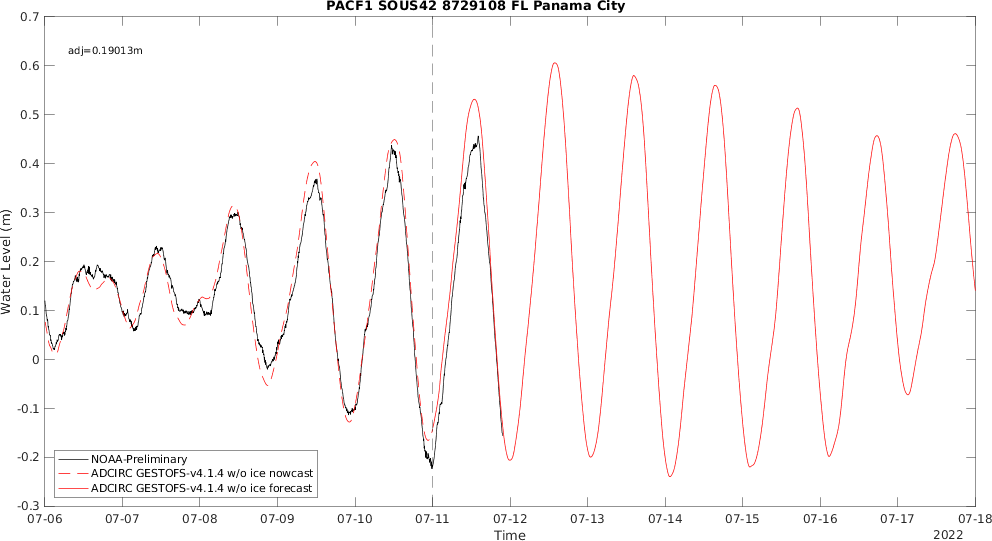 PACF1 SOUS42 8729108 FL Panama City
adj=0.19013m
Water Level (m)
0.7
0.6
0.5
0.4
0.3
0.2
0.1
0
-0.1
-0.2
-0.3
NOAA-Preliminary
ADCIRC GESTOFS-v4.1.4 w/o ice nowcast
ADCIRC GESTOFS-v4.1.4 w/o ice forecast
07-06 07-07 07-08 07-09 07-10 07-11 07-12 07-13 07-14 07-15 07-16 07-17 07-18
Time
2022